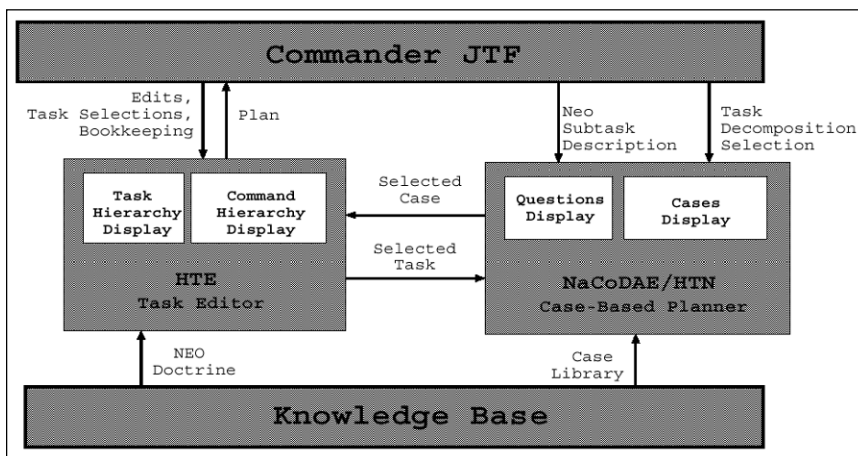 Commander JTF
Edits,
Task Selections,
Bookkeeping
Plan
Neo
Subtask
Description
Task
Decomposition
Selection
Task
Hierarchy
Display
Command
Hierarchy
Display
Selected
Case
Questions
Display
Cases
Display
Selected
Task
HTE
Task Editor
NaCoDAE/HTN
Case-Based Planner
NEO
Doctrine
Case
Library
Knowledge Base